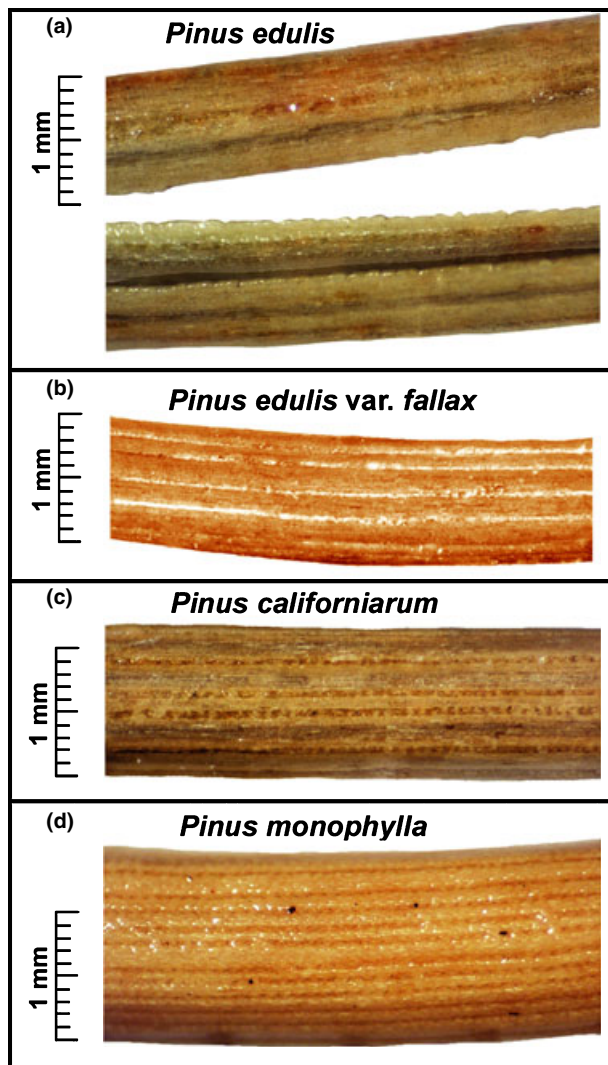 (a)
Pinus edulis
1 mm
(b)
Pinus edulis var. fallax
1 mm
(c)
Pinus californiarum
1 mm
(d)
Pinus monophylla
1 mm